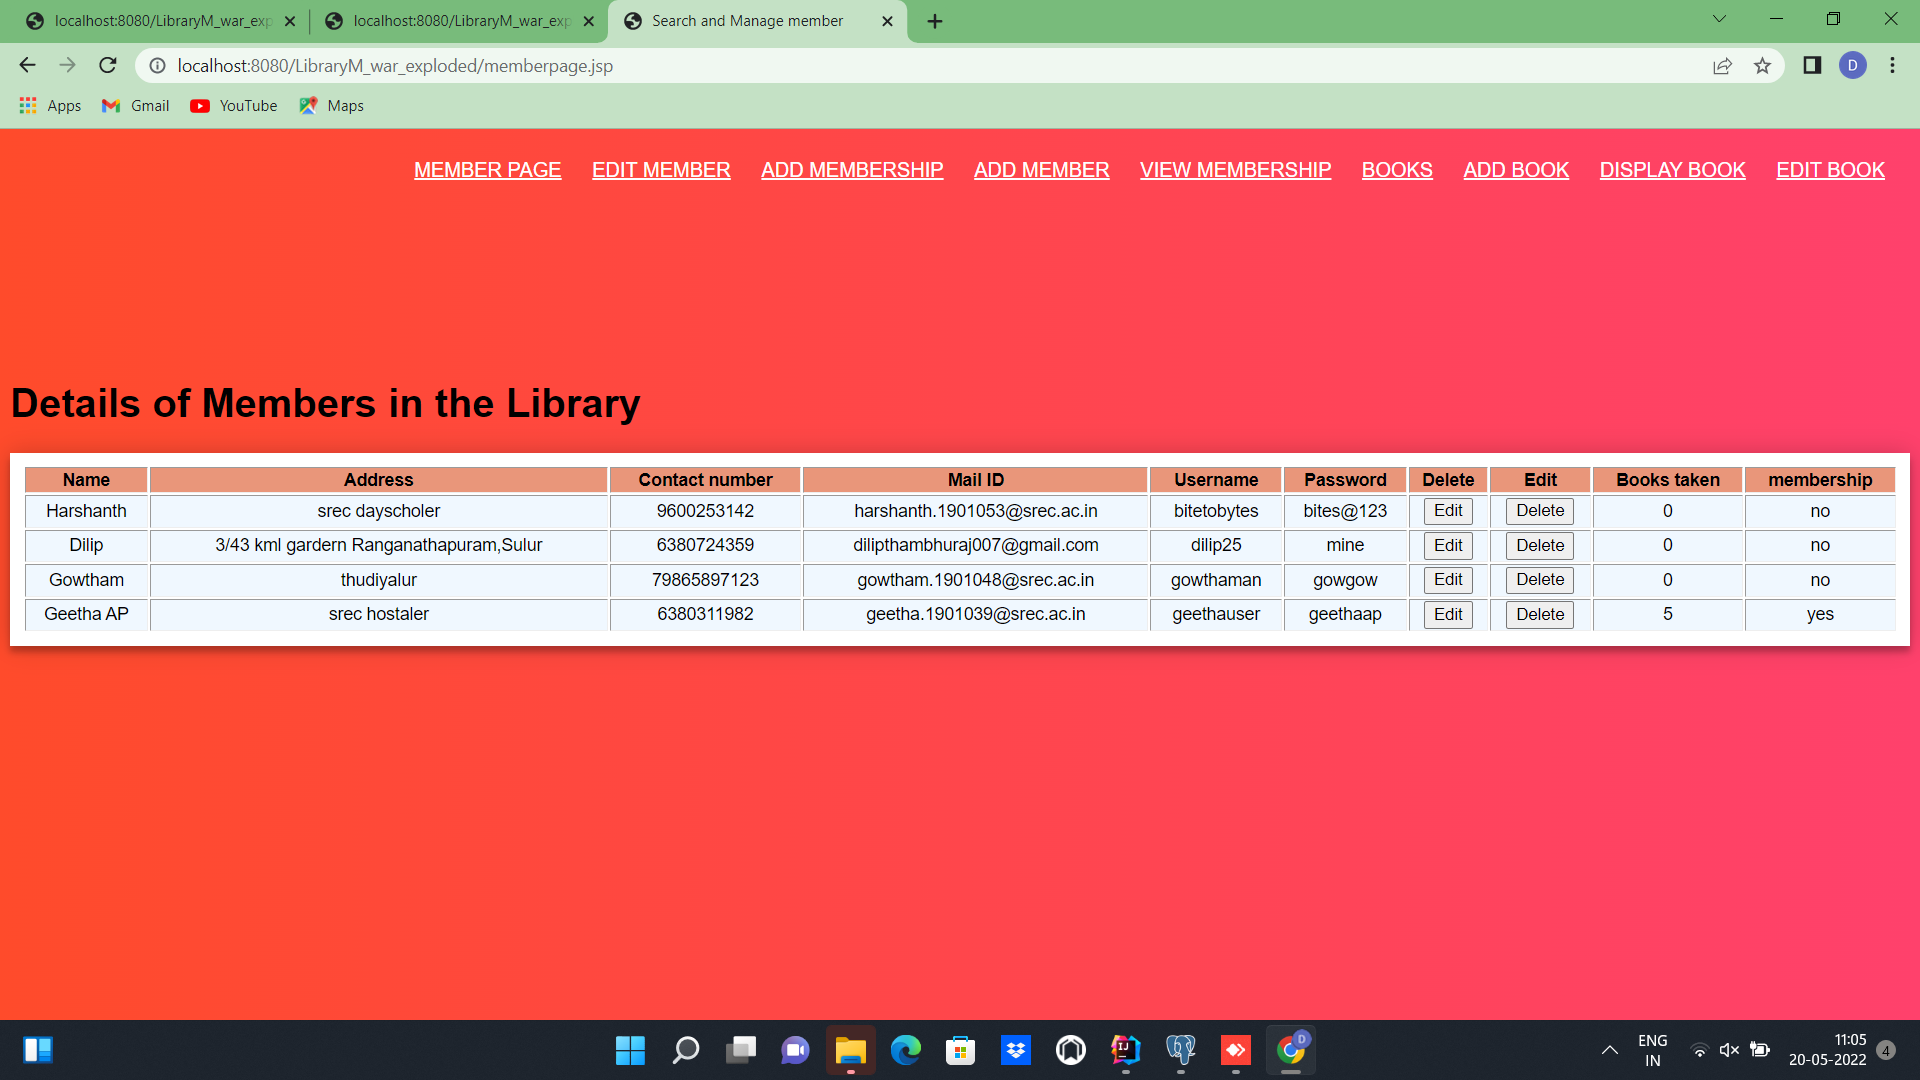 localhost:8080/LibraryM_war_exp localhost:8080/LibraryM_war_exp Search and Manage member
localhost:8080/LibraryM_war_exploded/memberpage.jsp D
Apps Gmail YouTube Maps
MEMBER PAGE EDIT MEMBER ADD MEMBERSHIP ADD MEMBER VIEW MEMBERSHIP BOOKS ADD BOOK DISPLAY BOOK EDIT BOOK
Details of Members in the Library
Name Address Contact number Mail ID Username Password Delete Edit Books taken membership
Harshanth srec dayscholer 9600253142 harshanth.1901053@srec.ac.in bitetobytes bites@123 Edit Delete 0 no
Dilip 3/43 kml gardern Ranganathapuram,Sulur 6380724359 dilipthambhuraj007@gmail.com dilip25 mine Edit Delete 0 no
Gowtham thudiyalur 79865897123 gowtham.1901048@srec.ac.in gowthaman gowgow Edit Delete 0 no
Geetha AP srec hostaler 6380311982 geetha.1901039@srec.ac.in geethauser geethaap Edit Delete 5 yes
IJ D ENG 11:05
IN 20-05-2022 4